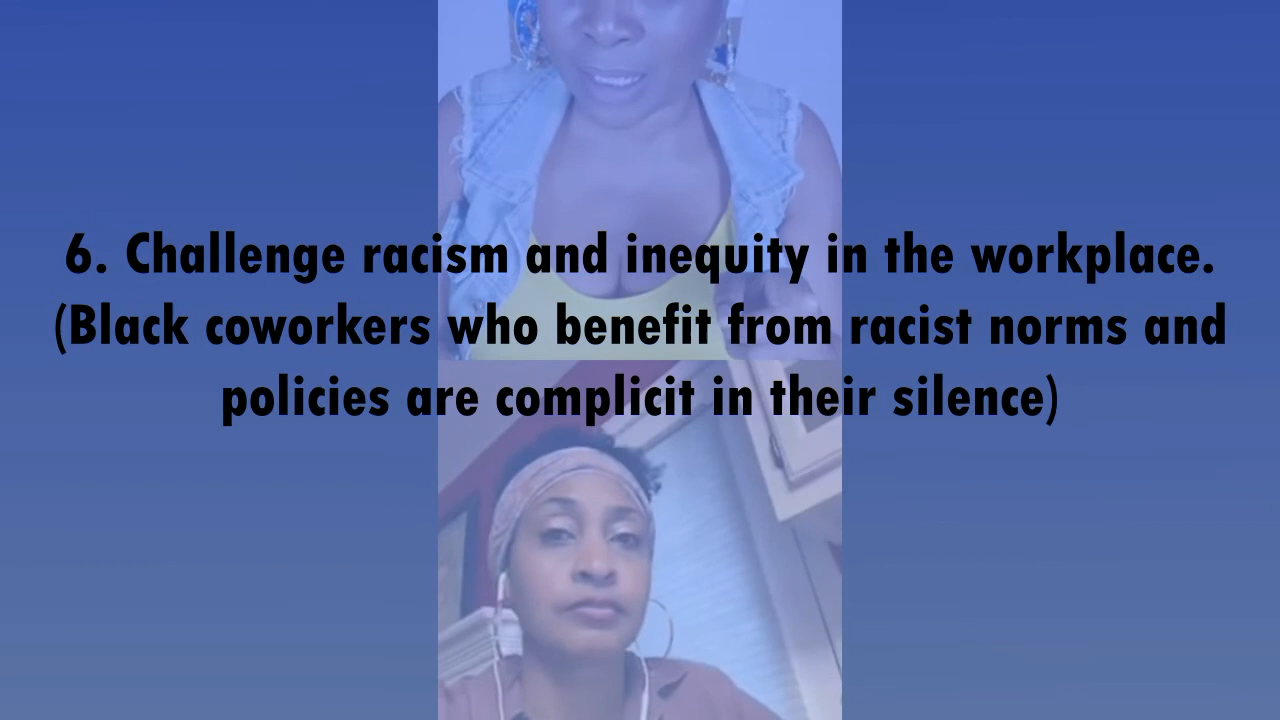 6. Challenge racism and inequity in the workplace.
(Black coworkers who benefit from racist norms and
policies are complicit in their silence)